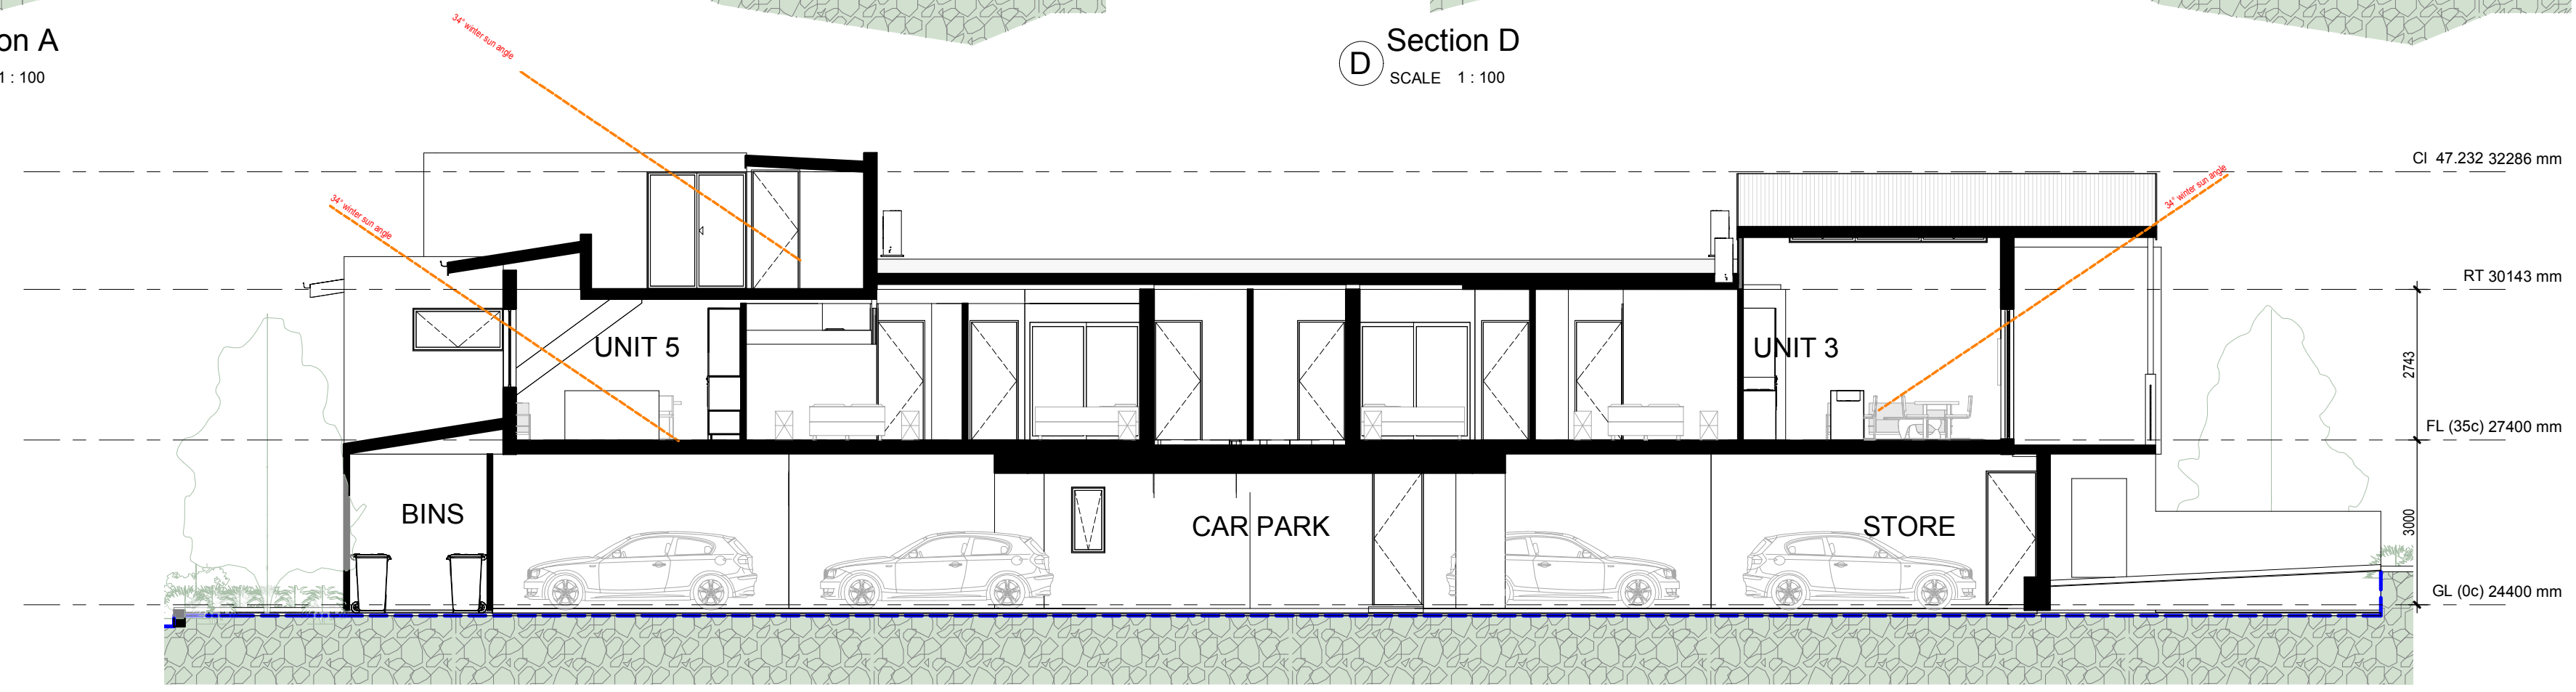 on A
1 : 100
D
Section D
SCALE 1 : 100
34° winter sun angle
34° winter sun angle
34° winter sun angle
Cl 47.232 32286 mm
RT 30143 mm
2743
FL (35c) 27400 mm
3000
GL (0c) 24400 mm
UNIT 5
UNIT 3
BINS
CAR PARK
STORE